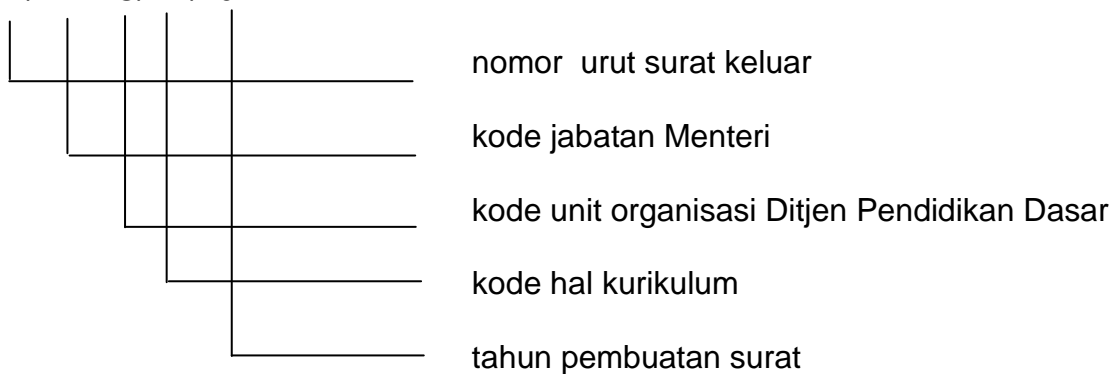 nomor urut surat keluar
kode jabatan Menteri
kode unit organisasi Ditjen Pendidikan Dasar
kode hal kurikulum
tahun pembuatan surat